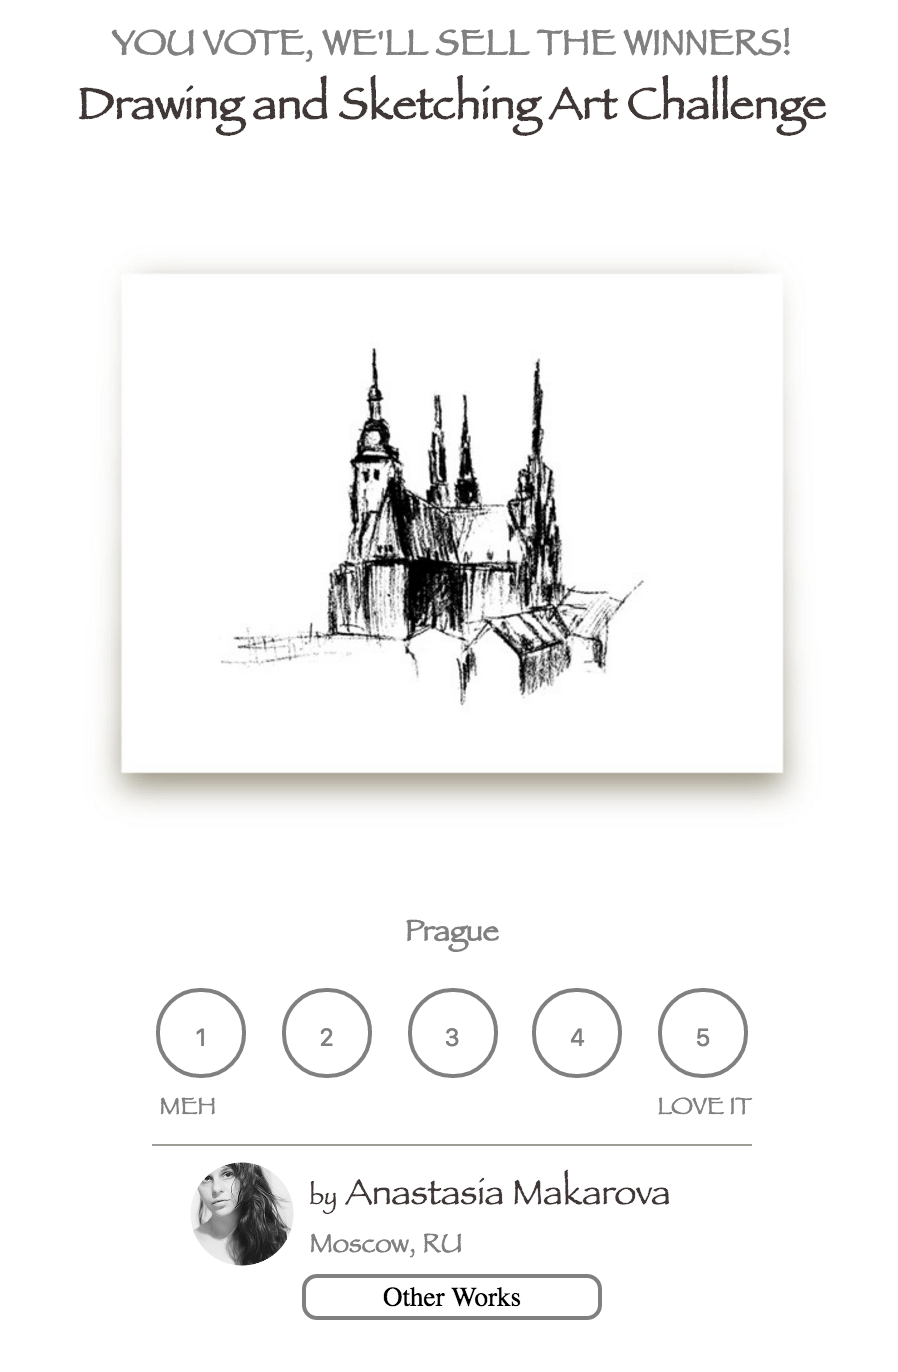 YOU VOTE, WE'LL SELL THE WINNERS!
Drawing and Sketching Art Challenge
Prague
1 2 3 4 5
MEH LOVE IT
by Anastasia Makarova
Moscow, RU
Other Works